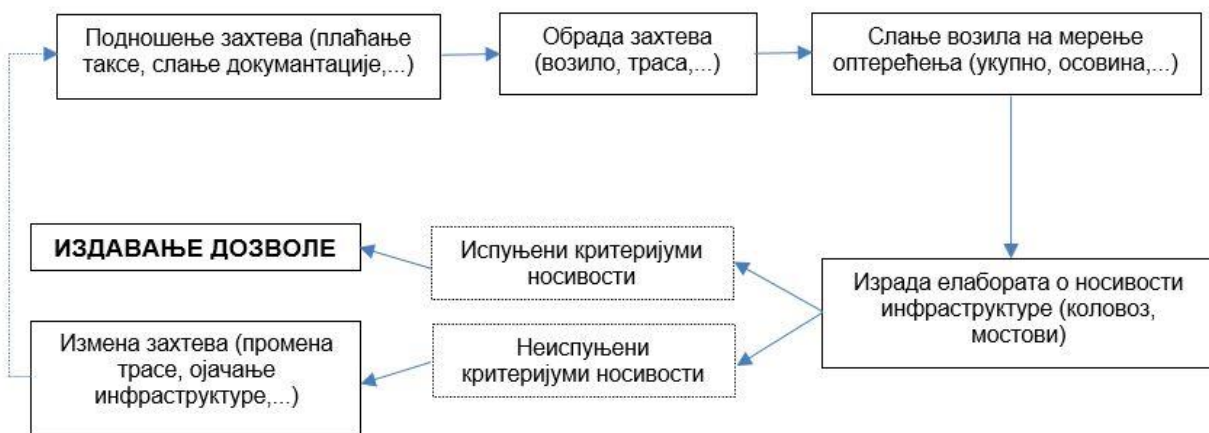 Подношење захтева (плаћање
таксе, слање докумантације,...)
Обрада захтева
(возило, траса,...)
Слање возила на мерење
оптерећења (укупно, осовина,...)
ИЗДАВАЊЕ ДОЗВОЛЕ
Испуњени критеријуми
носивости
Израда елабората о носивости
инфраструктуре (коловоз,
мостови)
Измена захтева (промена
трасе, ојачање
инфраструктуре,...)
Неиспуњени
критеријуми носивости